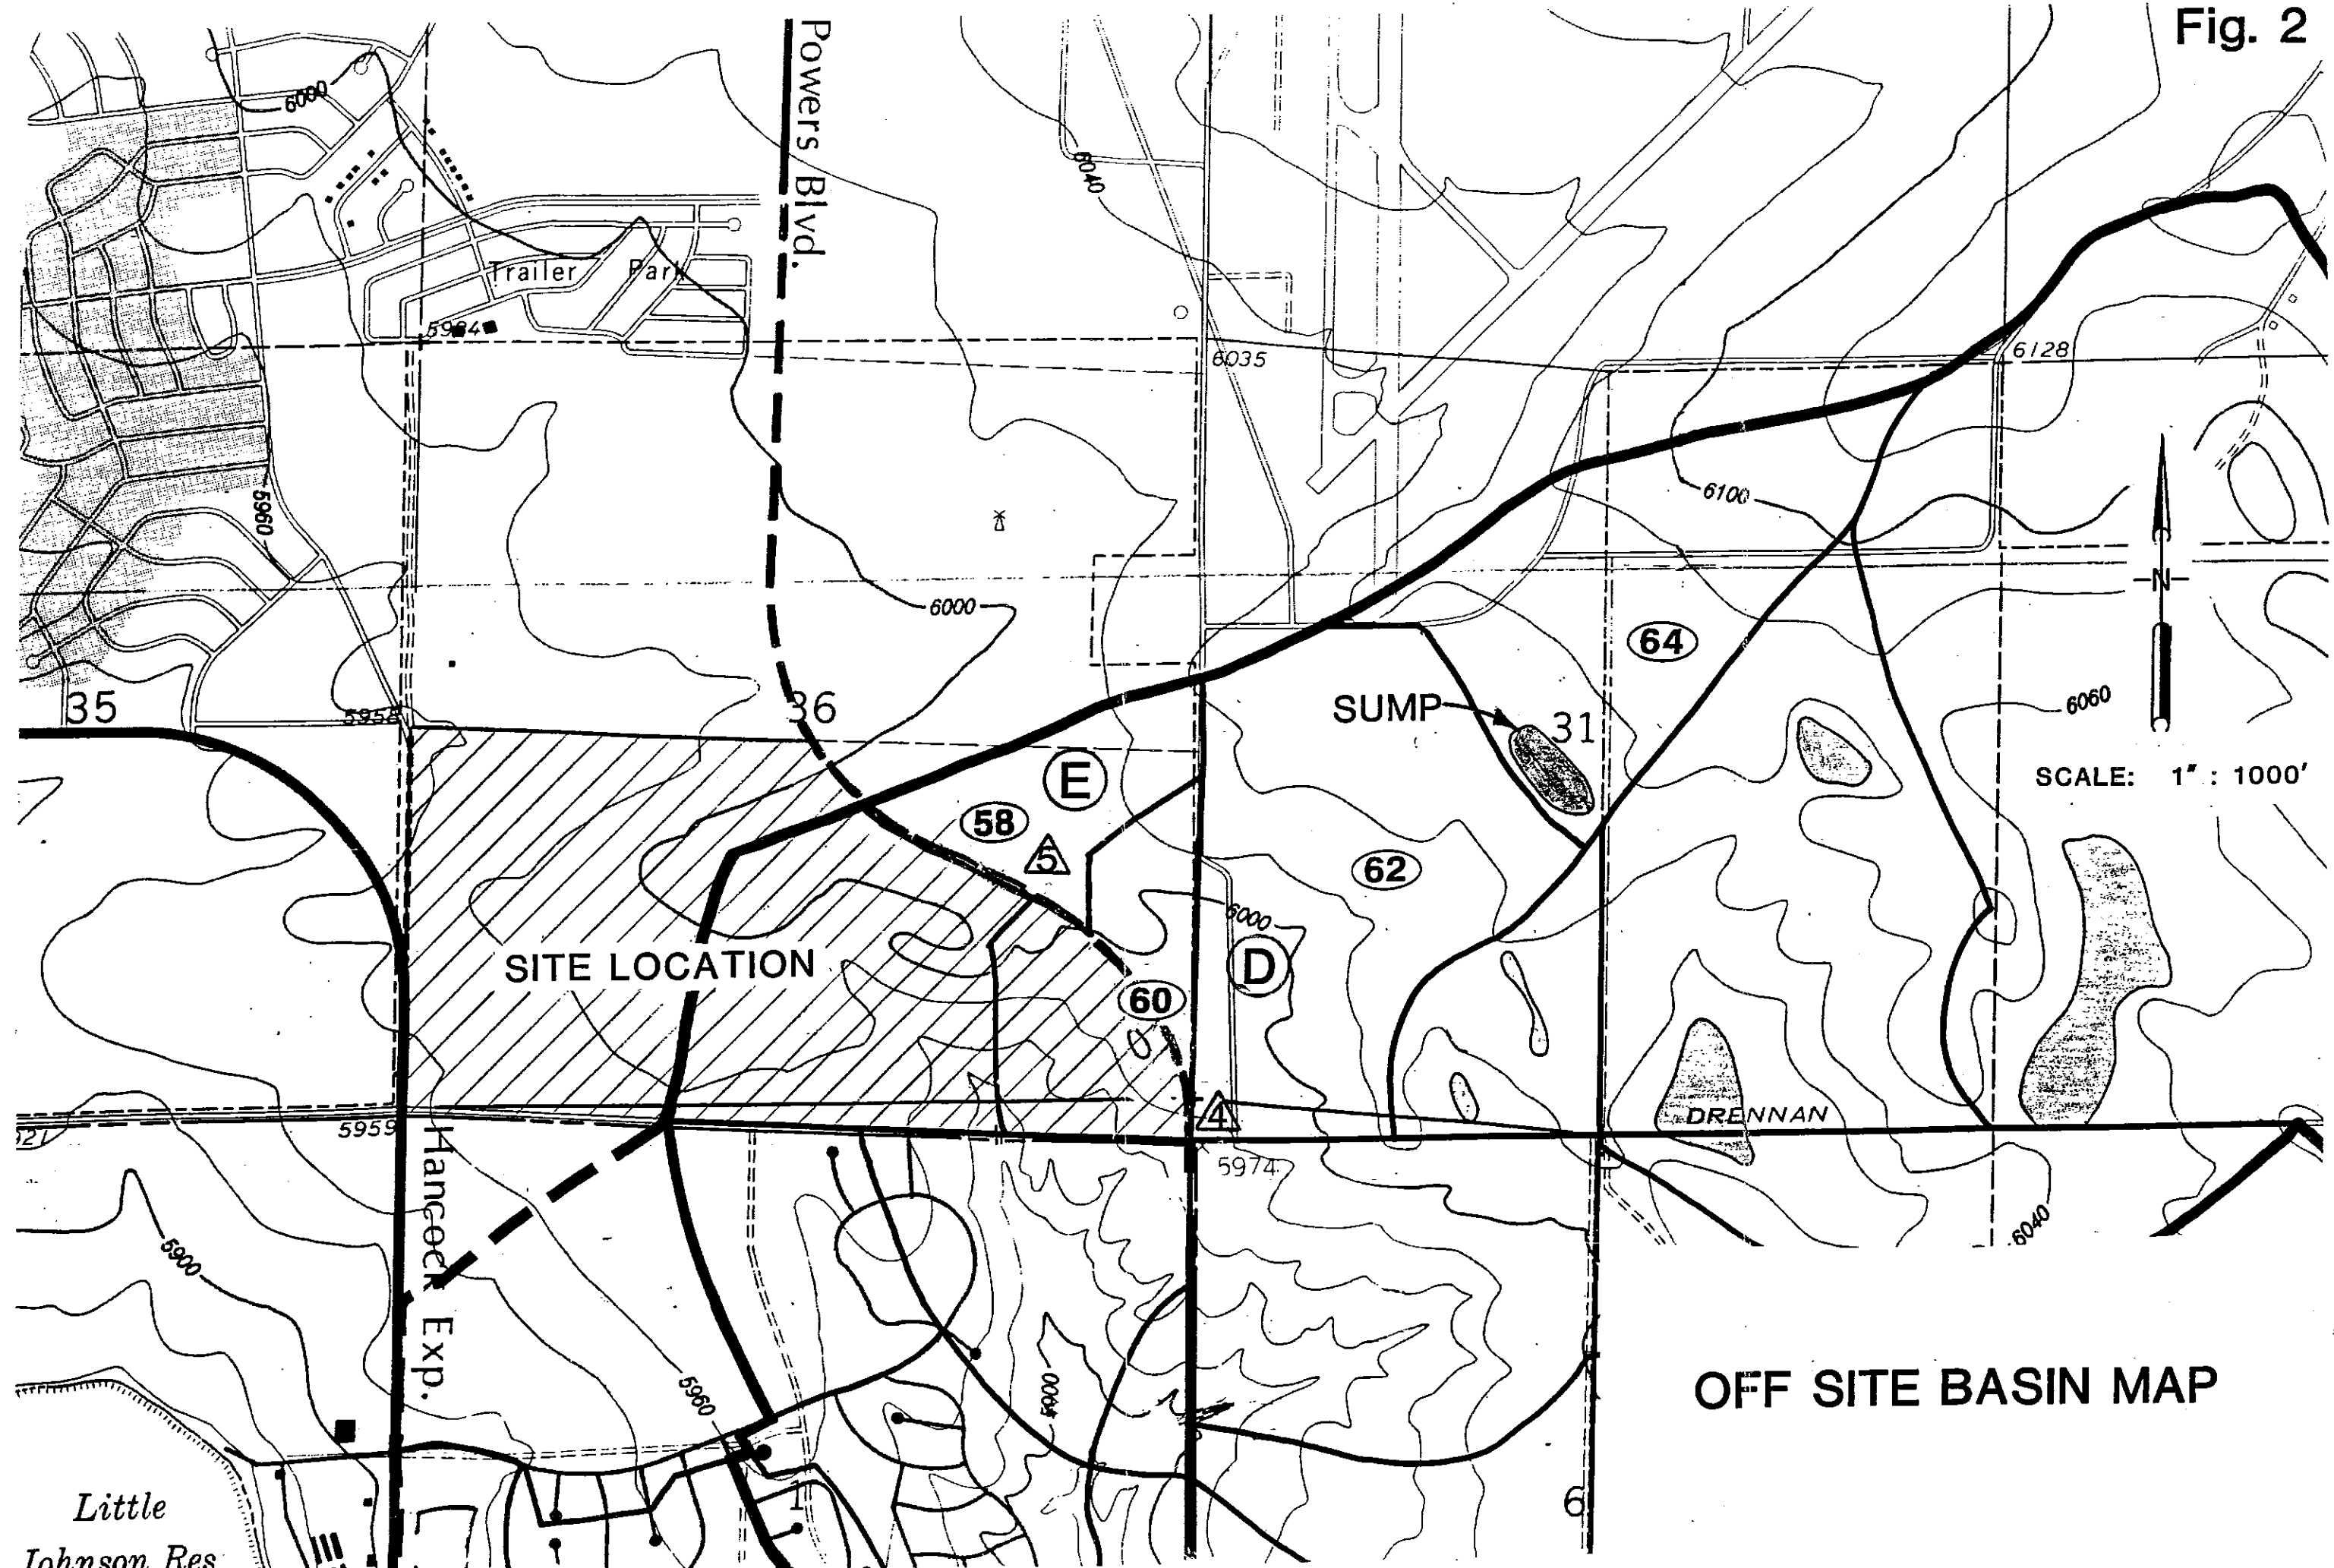 Fig. 2
Powers Blvd.
6000
6040
Trailer Park
5984
6035
6128
5960
6100
6000
64
35
5958
36
SUMP
31
6060
E
SCALE: 1" : 1000'
58
5
62
6000
SITE LOCATION
D
60
4
DRENNAN
5959
5974
Hancock Exp.
5900
6040
5960
OFF SITE BASIN MAP
1
6
Little
Johnson Res
-N-